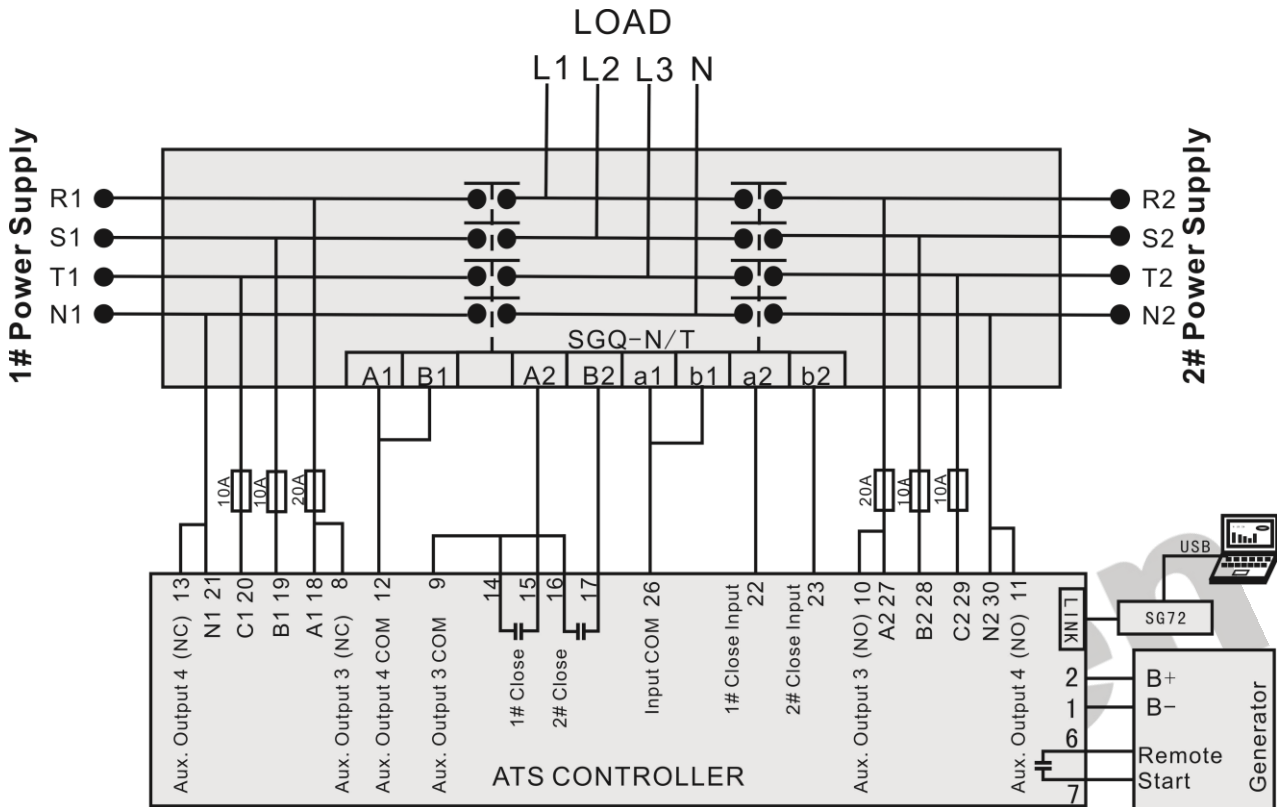 LOAD
L1 L2 L3 N
1# Power Supply
R1
S1
T1
N1
2# Power Supply
R2
S2
T2
N2
SGQ-N/T
A1 B1 A2 B2 a1 b1 a2 b2
10A 10A 20A
20A 10A 10A
USB
Aux. Output 4 (NC) 13
N1 21
C1 20
B1 19
A1 18
Aux. Output 3 (NC) 8
Aux. Output 4 COM 12
Aux. Output 3 COM 9
14
1# Close 15
16
2# Close 17
Input COM 26
1# Close Input 22
2# Close Input 23
Aux. Output 3 (NO) 10
A2 27
B2 28
C2 29
N2 30
Aux. Output 4 (NO) 11
LINK
SG72
2 B+
1 B-
6 Remote
7 Start
Generator
ATS CONTROLLER